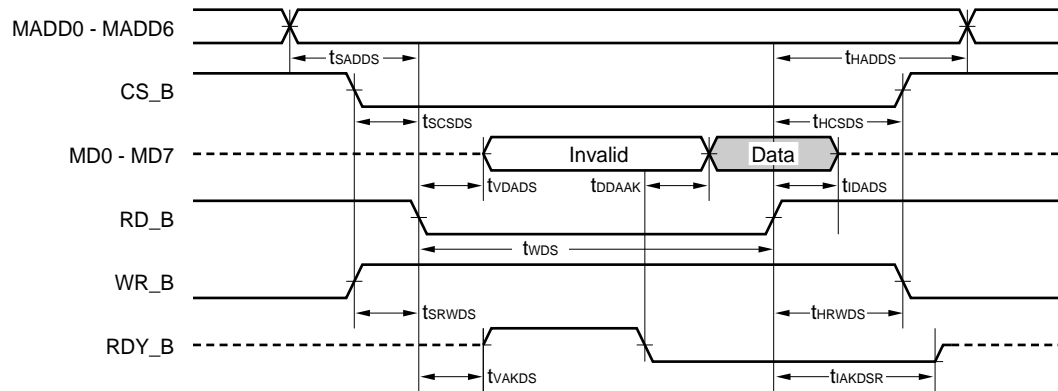 MADD0 - MADD6
tSADDS
tHADDS
CS_B
tSCSDS
tHCSDS
MD0 - MD7
Invalid
Data
tVDADS
tDDAAK
tIDADS
RD_B
tWDS
WR_B
tSRWDS
tHRWDS
RDY_B
tVAKDS
tIAKDSR